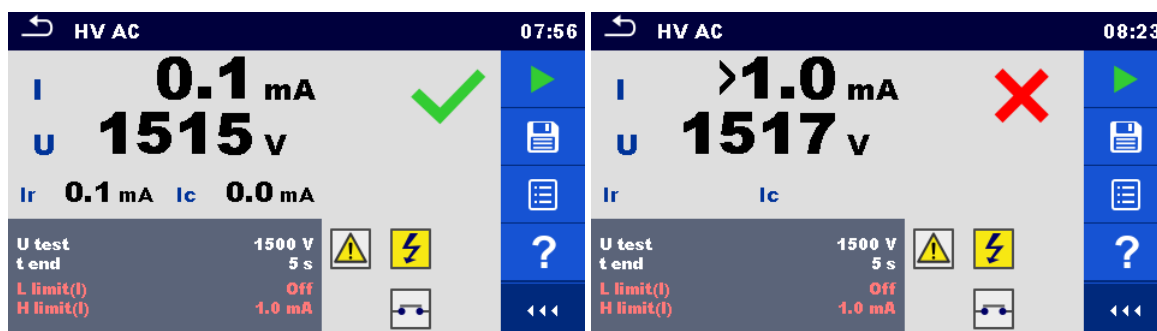 HV AC 07:56
I 0.1 mA
U 1515 V
Ir 0.1 mA Ic 0.0 mA
U test 1500 V
t end 5 s
L limit(I) Off
H limit(I) 1.0 mA
?
HV AC 08:23
I >1.0 mA
U 1517 V
Ir Ic
U test 1500 V
t end 5 s
L limit(I) Off
H limit(I) 1.0 mA
?